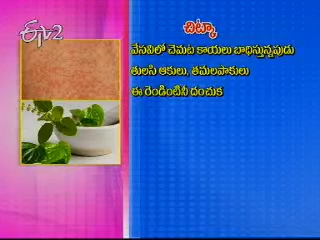 ETV2
చిట్కా
వేసవిలో చెమట కాయలు బాధిస్తున్నపుడు
తులసి ఆకులు, తమలపాకులు
ఈ రెండింటినీ దంచుక